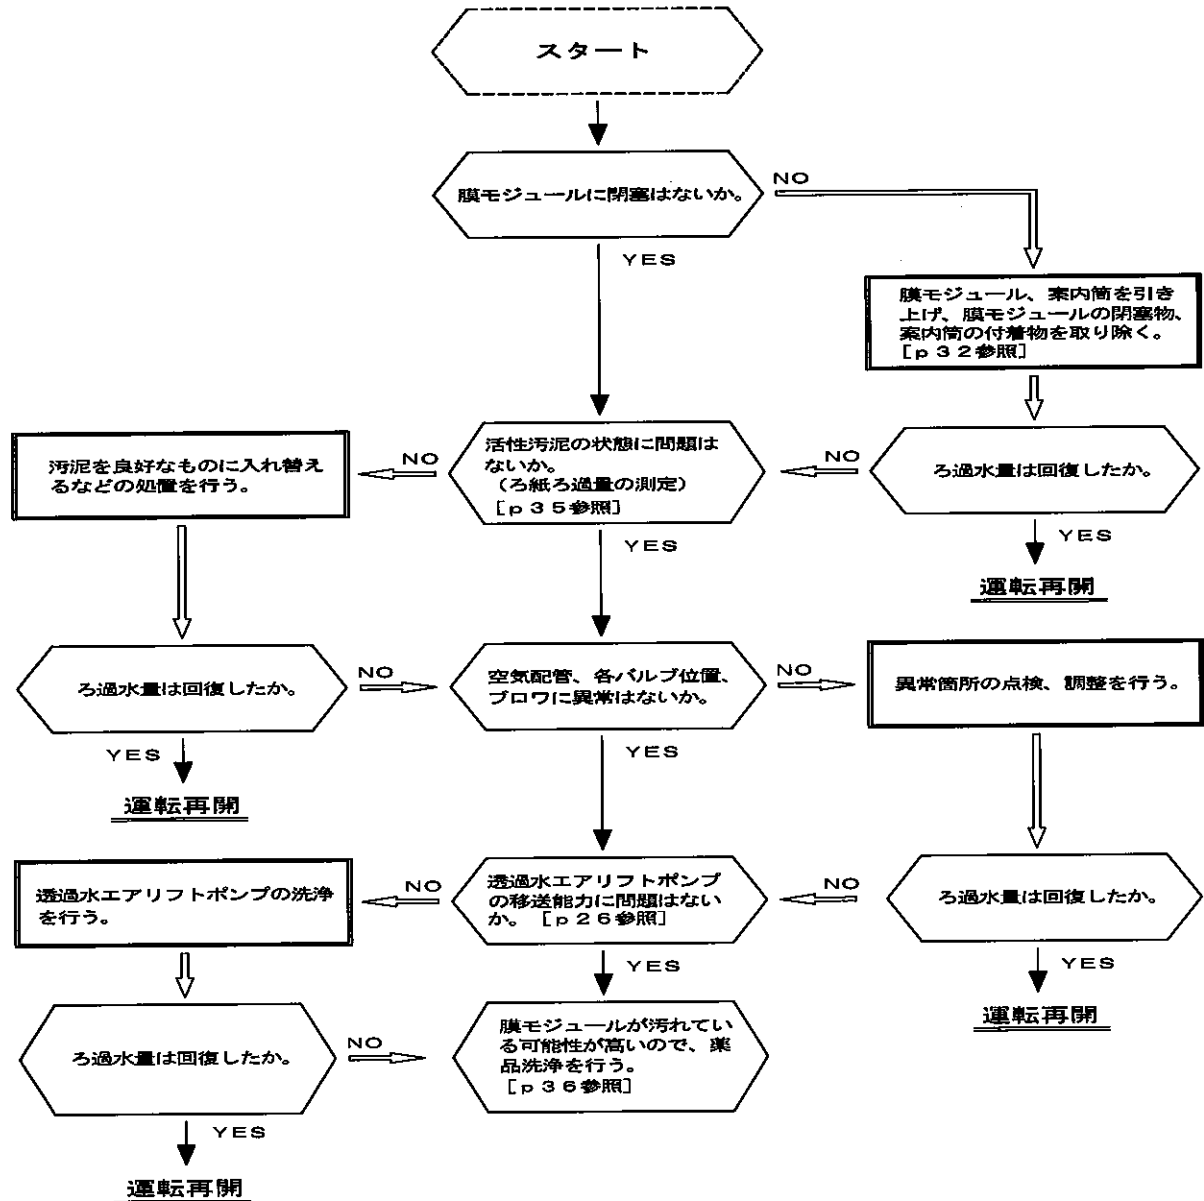 スタート
膜モジュールに閉塞はないか。
NO
YES
膜モジュール、案内筒を引き
上げ、膜モジュールの閉塞物、
案内筒の付着物を取り除く。
[p32参照]
汚泥を良好なものに入れ替え
るなどの処置を行う。
NO
活性汚泥の状態に問題は
ないか。
(ろ紙ろ過量の測定)
[p35参照]
NO
ろ過水量は回復したか。
YES
YES
運転再開
ろ過水量は回復したか。
NO
空気配管、各バルブ位置、
ブロワに異常はないか。
NO
異常箇所の点検、調整を行う。
YES
YES
運転再開
透過水エアリフトポンプの洗浄
を行う。
NO
透過水エアリフトポンプ
の移送能力に問題はない
か。[p26参照]
NO
ろ過水量は回復したか。
YES
YES
運転再開
ろ過水量は回復したか。
NO
膜モジュールが汚れてい
る可能性が高いので、薬
品洗浄を行う。
[p36参照]
YES
運転再開